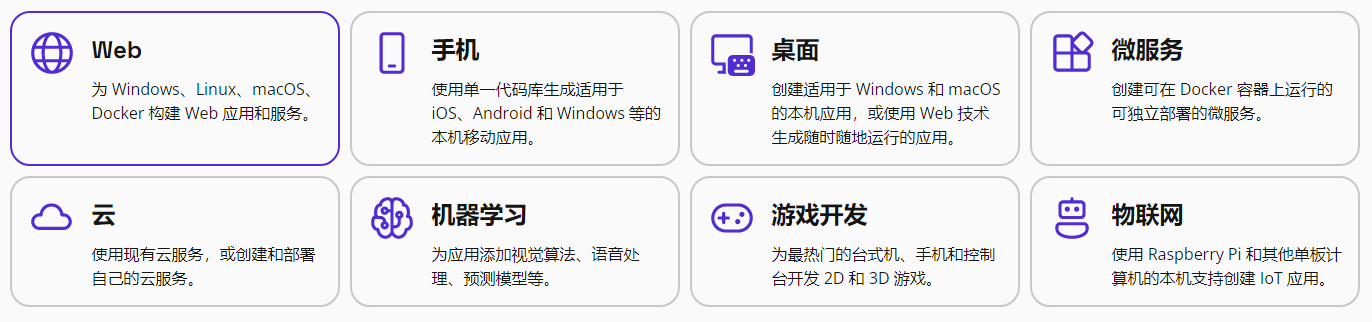 Web
为 Windows、Linux、macOS、
Docker 构建 Web 应用和服务。
手机
使用单一代码库生成适用于
iOS、Android 和 Windows 等的
本机移动应用。
桌面
创建适用于 Windows 和 macOS
的本机应用，或使用 Web 技术
生成随时随地运行的应用。
微服务
创建可在 Docker 容器上运行的
可独立部署的微服务。
云
使用现有云服务，或创建和部署
自己的云服务。
机器学习
为应用添加视觉算法、语音处
理、预测模型等。
游戏开发
为最热门的台式机、手机和控制
台开发 2D 和 3D 游戏。
物联网
使用 Raspberry Pi 和其他单板计
算机的本机支持创建 IoT 应用。